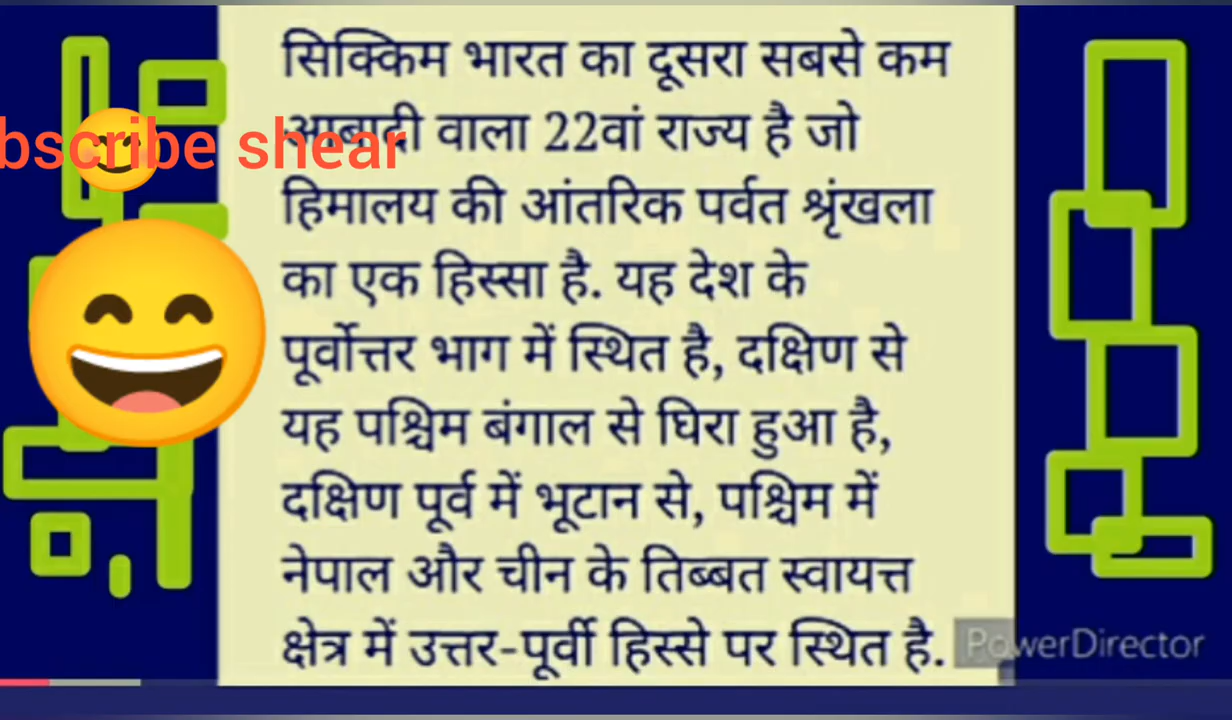 सिक्किम भारत का दूसरा सबसे कम
bscribe shear
आबादी वाला 22वां राज्य है जो
हिमालय की आंतरिक पर्वत श्रृंखला
का एक हिस्सा है. यह देश के
पूर्वोत्तर भाग में स्थित है, दक्षिण से
यह पश्चिम बंगाल से घिरा हुआ है,
दक्षिण पूर्व में भूटान से, पश्चिम में
नेपाल और चीन के तिब्बत स्वायत्त
क्षेत्र में उत्तर-पूर्वी हिस्से पर स्थित है.
PowerDirector